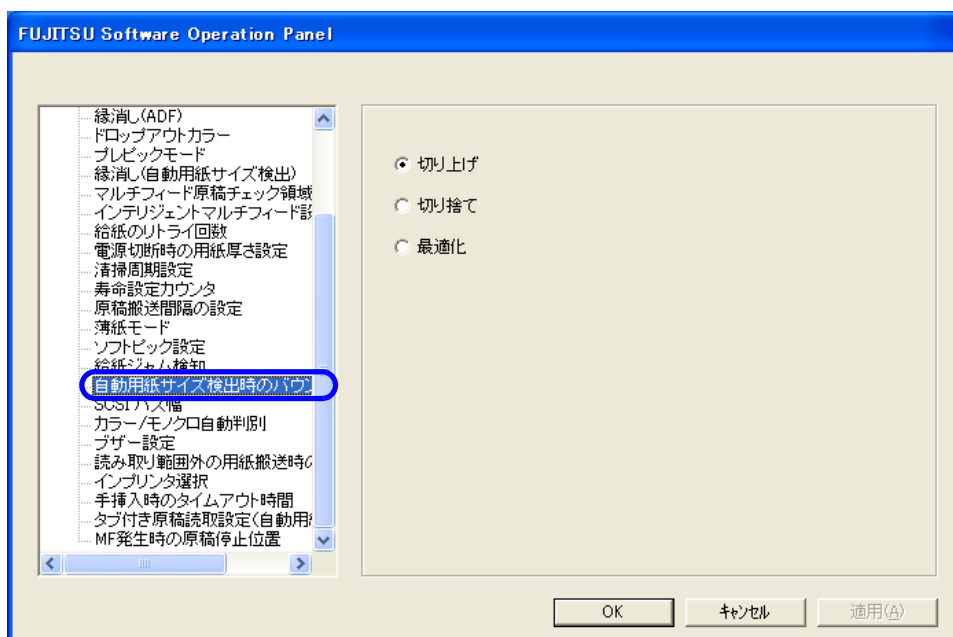 FUJITSU Software Operation Panel
縁消し(ADF)
ドロップアウトカラー
プレピックモード
縁消し(自動用紙サイズ検出)
マルチフィード原稿チェック領域
インテリジェントマルチフィード設
給紙のリトライ回数
電源切断時の用紙厚さ設定
清掃周期設定
寿命設定カウンタ
原稿搬送間隔の設定
薄紙モード
ソフトピック設定
給紙ジャム検知
自動用紙サイズ検出時のバウン
SCSI バス幅
カラー/モノクロ自動判別
ブザー設定
読み取り範囲外の用紙搬送時の
インプリンタ選択
手挿入時のタイムアウト時間
タブ付き原稿読取設定(自動用
MF発生時の原稿停止位置
切り上げ
切り捨て
最適化
OK
キャンセル
適用(A)